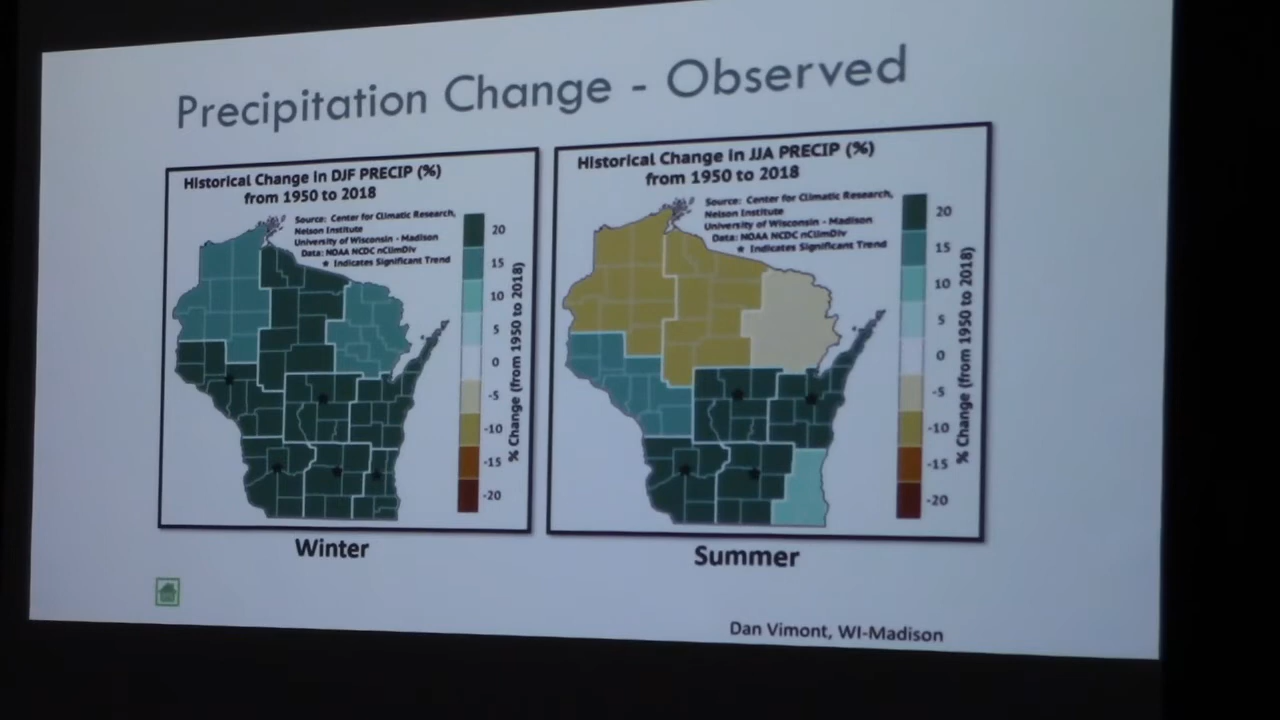 Precipitation Change - Observed
Historical Change in DJF PRECIP (%)
from 1950 to 2018
Source: Center for Climatic Research,
Nelson Institute
University of Wisconsin - Madison
Data: NOAA NCDC nClimDiv
★ Indicates Significant Trend
20
15
10
5
0
-5
-10
-15
-20
% Change (from 1950 to 2018)
Winter
Historical Change in JJA PRECIP (%)
from 1950 to 2018
Source: Center for Climatic Research,
Nelson Institute
University of Wisconsin - Madison
Data: NOAA NCDC nClimDiv
★ Indicates Significant Trend
20
15
10
5
0
-5
-10
-15
-20
% Change (from 1950 to 2018)
Summer
Dan Vimont, WI-Madison